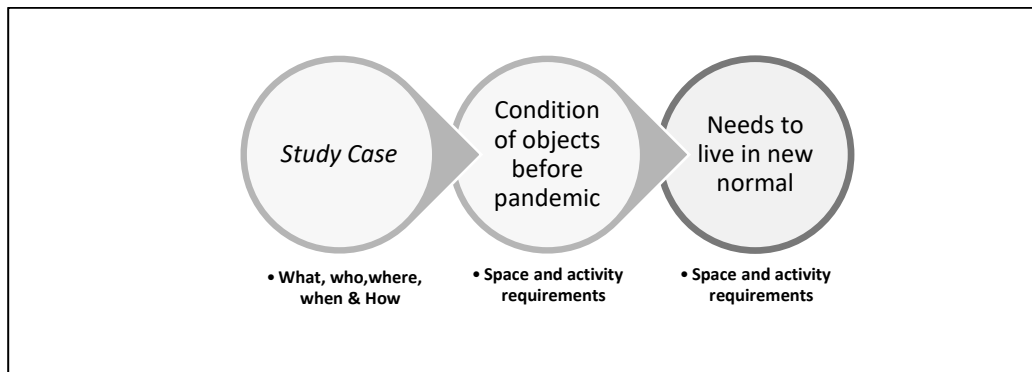 Study Case
• What, who,where,
when & How
Condition
of objects
before
pandemic
• Space and activity
requirements
Needs to
live in new
normal
• Space and activity
requirements